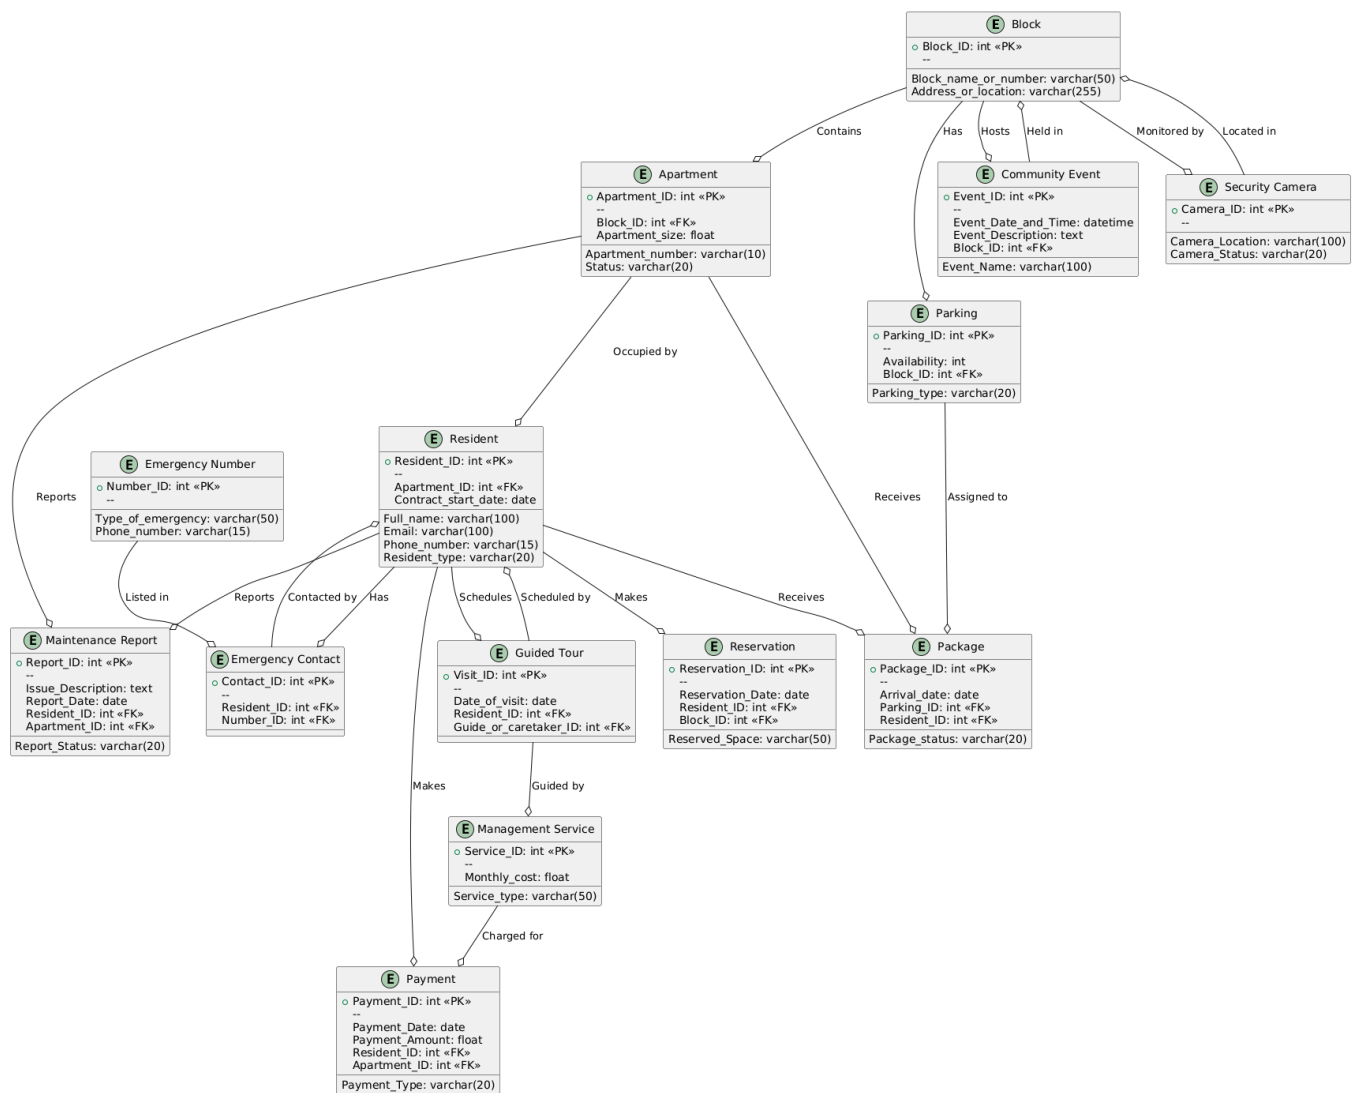 E Block
Block_ID: int «PK»
--
Block_name_or_number: varchar(50)
Address_or_location: varchar(255)
Contains
Has
Hosts
Held in
Monitored by
Located in
E Apartment
Apartment_ID: int «PK»
--
Block_ID: int «FK»
Apartment_size: float
Apartment_number: varchar(10)
Status: varchar(20)
E Community Event
Event_ID: int «PK»
--
Event_Date_and_Time: datetime
Event_Description: text
Block_ID: int «FK»
Event_Name: varchar(100)
E Security Camera
Camera_ID: int «PK»
--
Camera_Location: varchar(100)
Camera_Status: varchar(20)
E Parking
Parking_ID: int «PK»
--
Availability: int
Block_ID: int «FK»
Parking_type: varchar(20)
Occupied by
E Resident
Resident_ID: int «PK»
--
Apartment_ID: int «FK»
Contract_start_date: date
Full_name: varchar(100)
Email: varchar(100)
Phone_number: varchar(15)
Resident_type: varchar(20)
E Emergency Number
Number_ID: int «PK»
--
Type_of_emergency: varchar(50)
Phone_number: varchar(15)
Reports
Receives
Assigned to
Listed in
Reports
Contacted by
Has
Schedules
Scheduled by
Makes
Receives
E Maintenance Report
Report_ID: int «PK»
--
Issue_Description: text
Report_Date: date
Resident_ID: int «FK»
Apartment_ID: int «FK»
Report_Status: varchar(20)
E Emergency Contact
Contact_ID: int «PK»
--
Resident_ID: int «FK»
Number_ID: int «FK»
E Guided Tour
Visit_ID: int «PK»
--
Date_of_visit: date
Resident_ID: int «FK»
Guide_or_caretaker_ID: int «FK»
E Reservation
Reservation_ID: int «PK»
--
Reservation_Date: date
Resident_ID: int «FK»
Block_ID: int «FK»
Reserved_Space: varchar(50)
E Package
Package_ID: int «PK»
--
Arrival_date: date
Parking_ID: int «FK»
Resident_ID: int «FK»
Package_status: varchar(20)
Makes
Guided by
E Management Service
Service_ID: int «PK»
--
Monthly_cost: float
Service_type: varchar(50)
Charged for
E Payment
Payment_ID: int «PK»
--
Payment_Date: date
Payment_Amount: float
Resident_ID: int «FK»
Apartment_ID: int «FK»
Payment_Type: varchar(20)